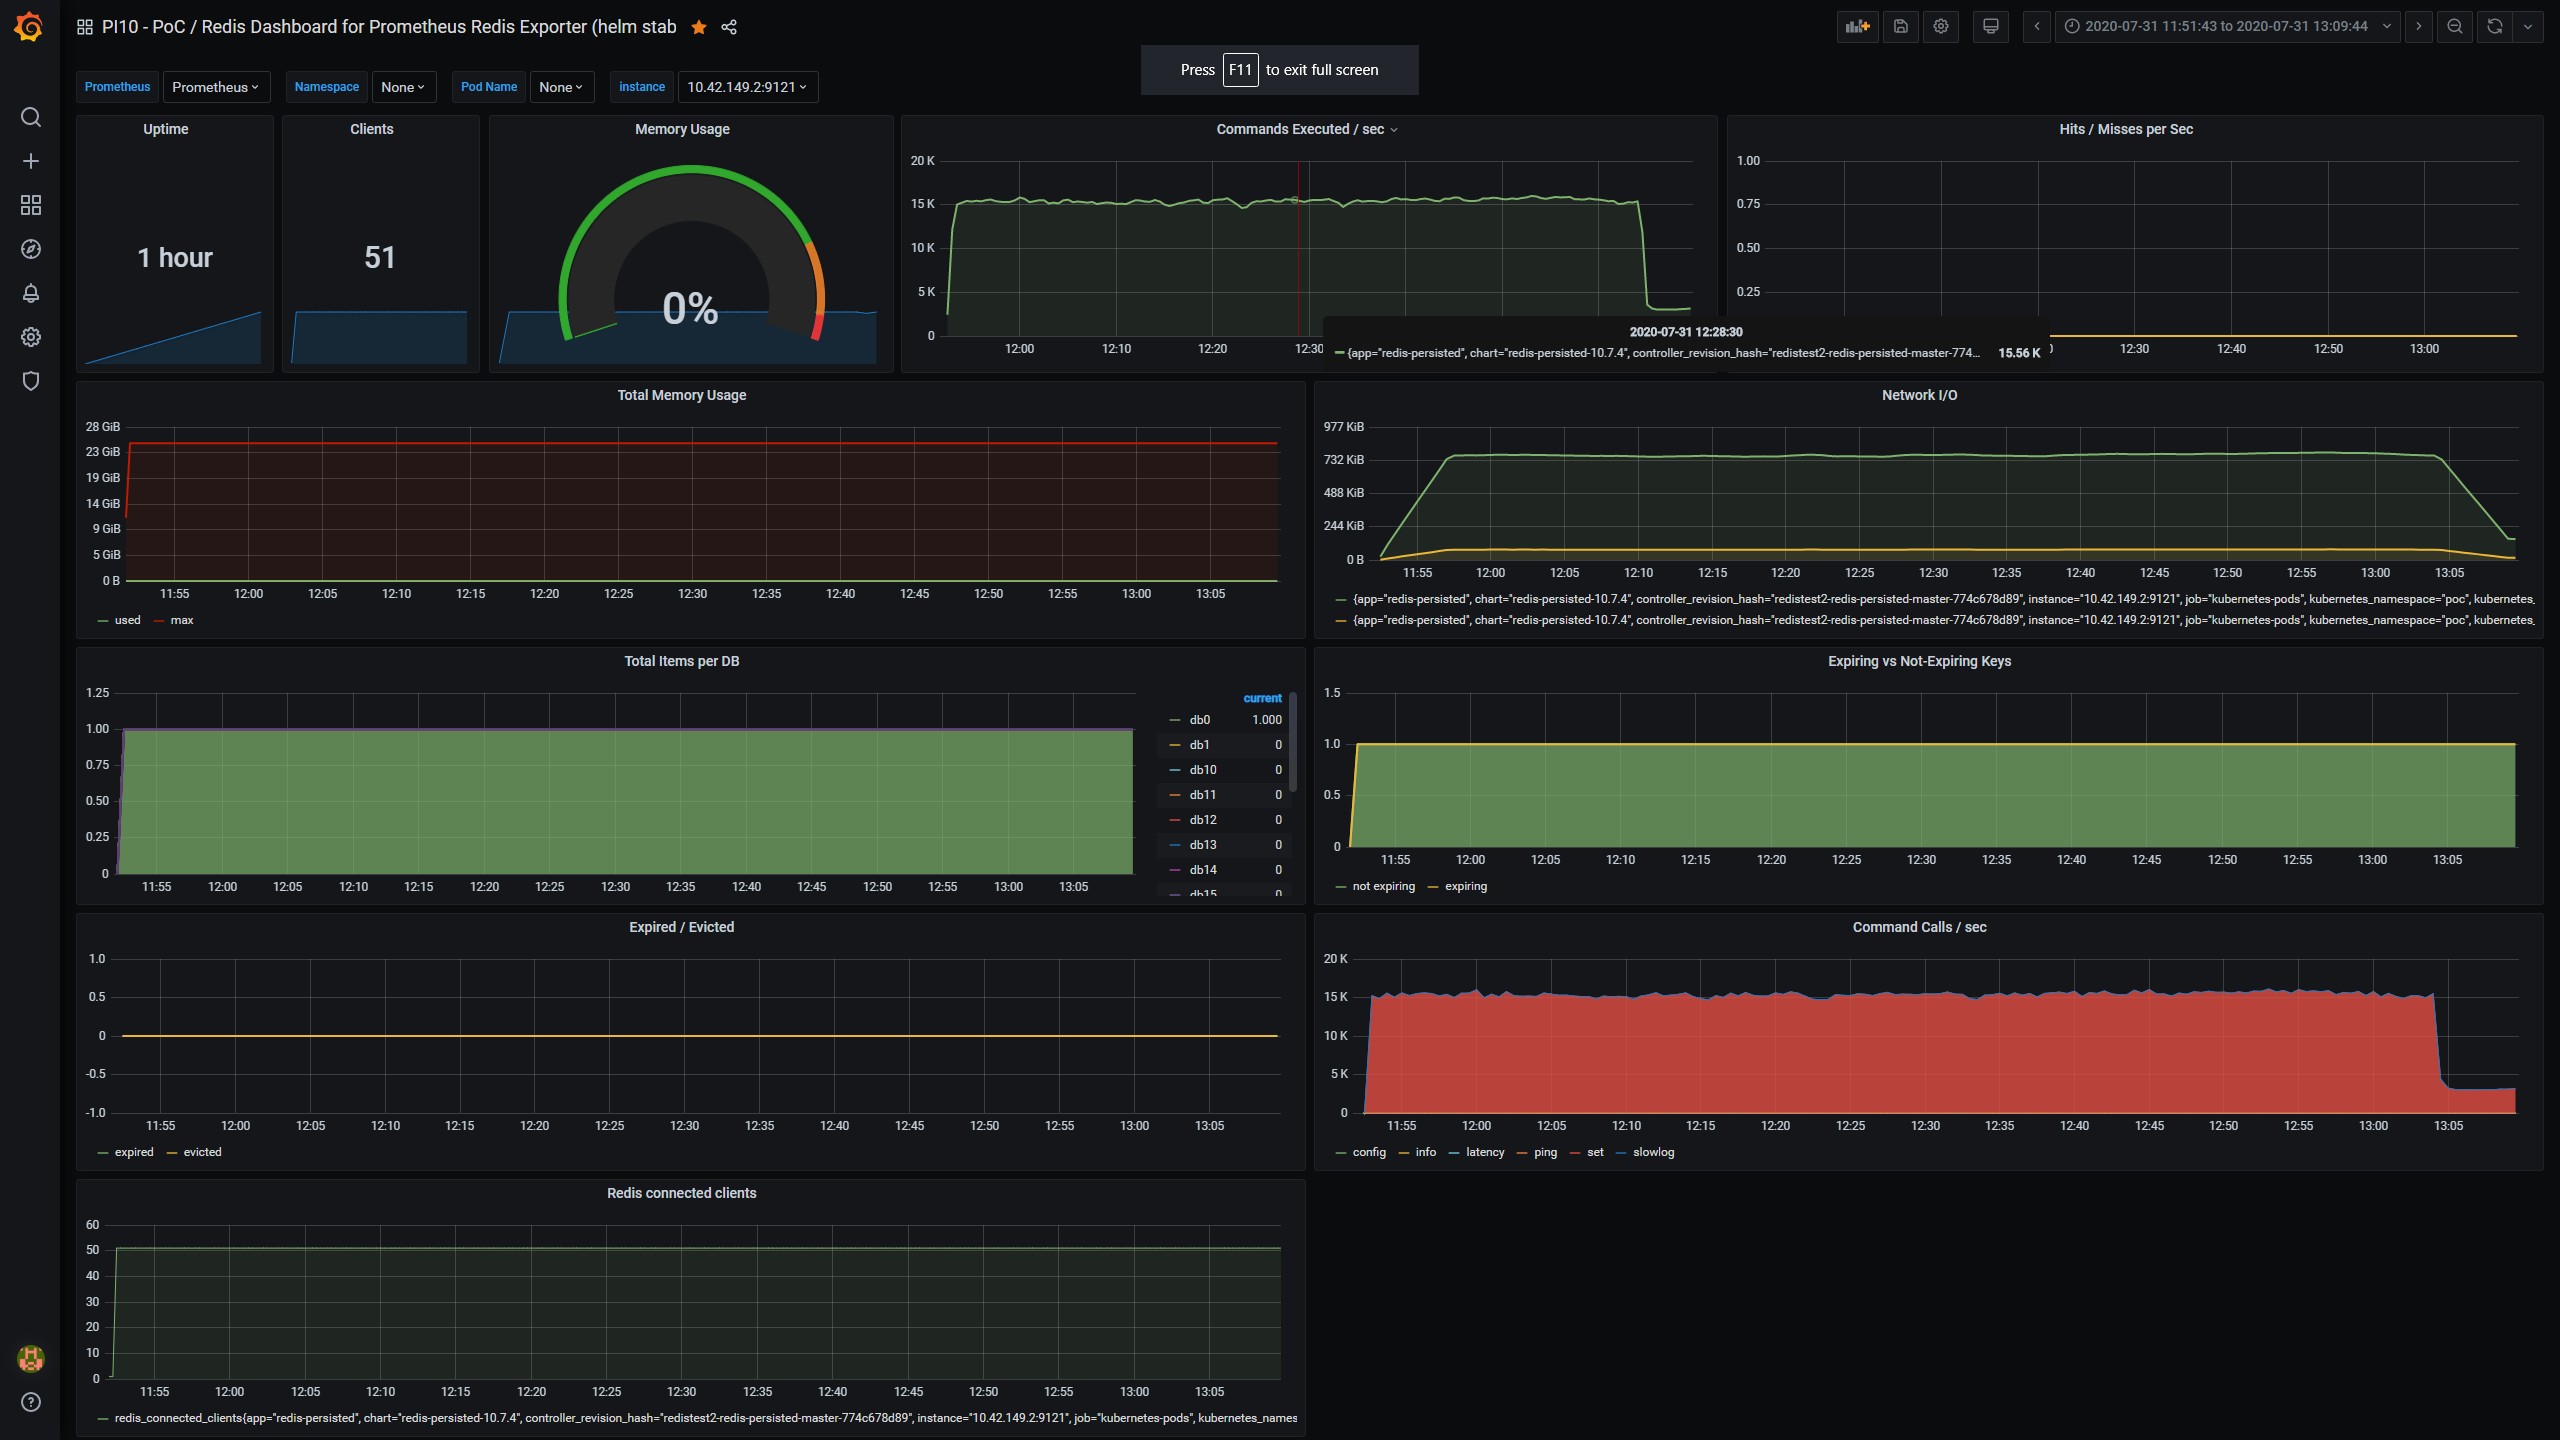 PI10 - PoC / Redis Dashboard for Prometheus Redis Exporter (helm stab
2020-07-31 11:51:43 to 2020-07-31 13:09:44
Press F11 to exit full screen
Prometheus Prometheus Namespace None Pod Name None instance 10.42.149.2:9121
Uptime
1 hour
Clients
51
Memory Usage
0%
Commands Executed / sec
20 K
15 K
10 K
5 K
0
12:00 12:10 12:20 12:30
Hits / Misses per Sec
1.00
0.75
0.50
0.25
12:30 12:40 12:50 13:00
2020-07-31 12:28:30
{app="redis-persisted", chart="redis-persisted-10.7.4", controller_revision_hash="redistest2-redis-persisted-master-774... 15.56 K
Total Memory Usage
28 GiB
23 GiB
19 GiB
14 GiB
9 GiB
5 GiB
0 B
11:55 12:00 12:05 12:10 12:15 12:20 12:25 12:30 12:35 12:40 12:45 12:50 12:55 13:00 13:05
used max
Network I/O
977 KiB
732 KiB
488 KiB
244 KiB
0 B
11:55 12:00 12:05 12:10 12:15 12:20 12:25 12:30 12:35 12:40 12:45 12:50 12:55 13:00 13:05
{app="redis-persisted", chart="redis-persisted-10.7.4", controller_revision_hash="redistest2-redis-persisted-master-774c678d89", instance="10.42.149.2:9121", job="kubernetes-pods", kubernetes_namespace="poc", kubernetes_
{app="redis-persisted", chart="redis-persisted-10.7.4", controller_revision_hash="redistest2-redis-persisted-master-774c678d89", instance="10.42.149.2:9121", job="kubernetes-pods", kubernetes_namespace="poc", kubernetes_
Total Items per DB
1.25
1.00
0.75
0.50
0.25
0
11:55 12:00 12:05 12:10 12:15 12:20 12:25 12:30 12:35 12:40 12:45 12:50 12:55 13:00 13:05
current
db0 1.000
db1 0
db10 0
db11 0
db12 0
db13 0
db14 0
db15 0
Expiring vs Not-Expiring Keys
1.5
1.0
0.5
0
11:55 12:00 12:05 12:10 12:15 12:20 12:25 12:30 12:35 12:40 12:45 12:50 12:55 13:00 13:05
not expiring expiring
Expired / Evicted
1.0
0.5
0
-0.5
-1.0
11:55 12:00 12:05 12:10 12:15 12:20 12:25 12:30 12:35 12:40 12:45 12:50 12:55 13:00 13:05
expired evicted
Command Calls / sec
20 K
15 K
10 K
5 K
0
11:55 12:00 12:05 12:10 12:15 12:20 12:25 12:30 12:35 12:40 12:45 12:50 12:55 13:00 13:05
config info latency ping set slowlog
Redis connected clients
60
50
40
30
20
10
0
11:55 12:00 12:05 12:10 12:15 12:20 12:25 12:30 12:35 12:40 12:45 12:50 12:55 13:00 13:05
redis_connected_clients{app="redis-persisted", chart="redis-persisted-10.7.4", controller_revision_hash="redistest2-redis-persisted-master-774c678d89", instance="10.42.149.2:9121", job="kubernetes-pods", kubernetes_names